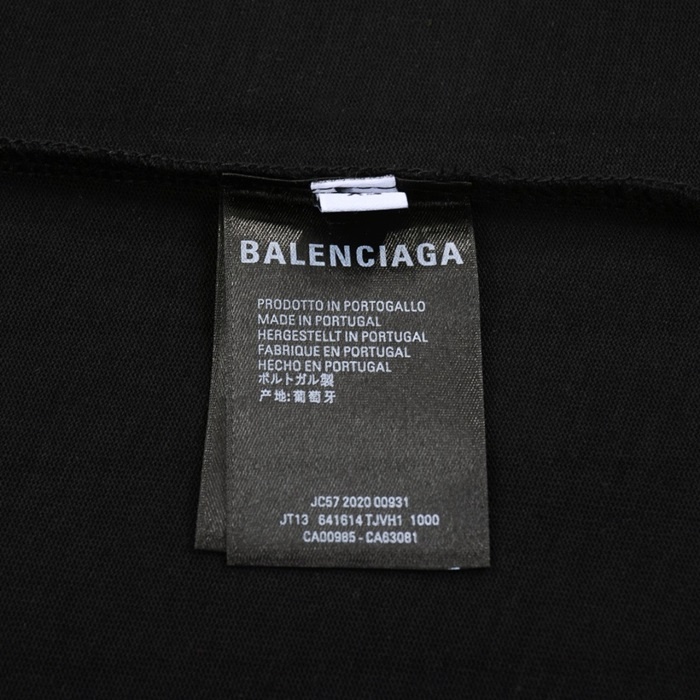 BALENCIAGA
PRODOTTO IN PORTOGALLO
MADE IN PORTUGAL
HERGESTELLT IN PORTUGAL
FABRIQUE EN PORTUGAL
HECHO EN PORTUGAL
ポルトガル製
产地:葡萄牙
JC57 2020 00931
JT13 641614 TJVH1 1000
CA00985 - CA63081